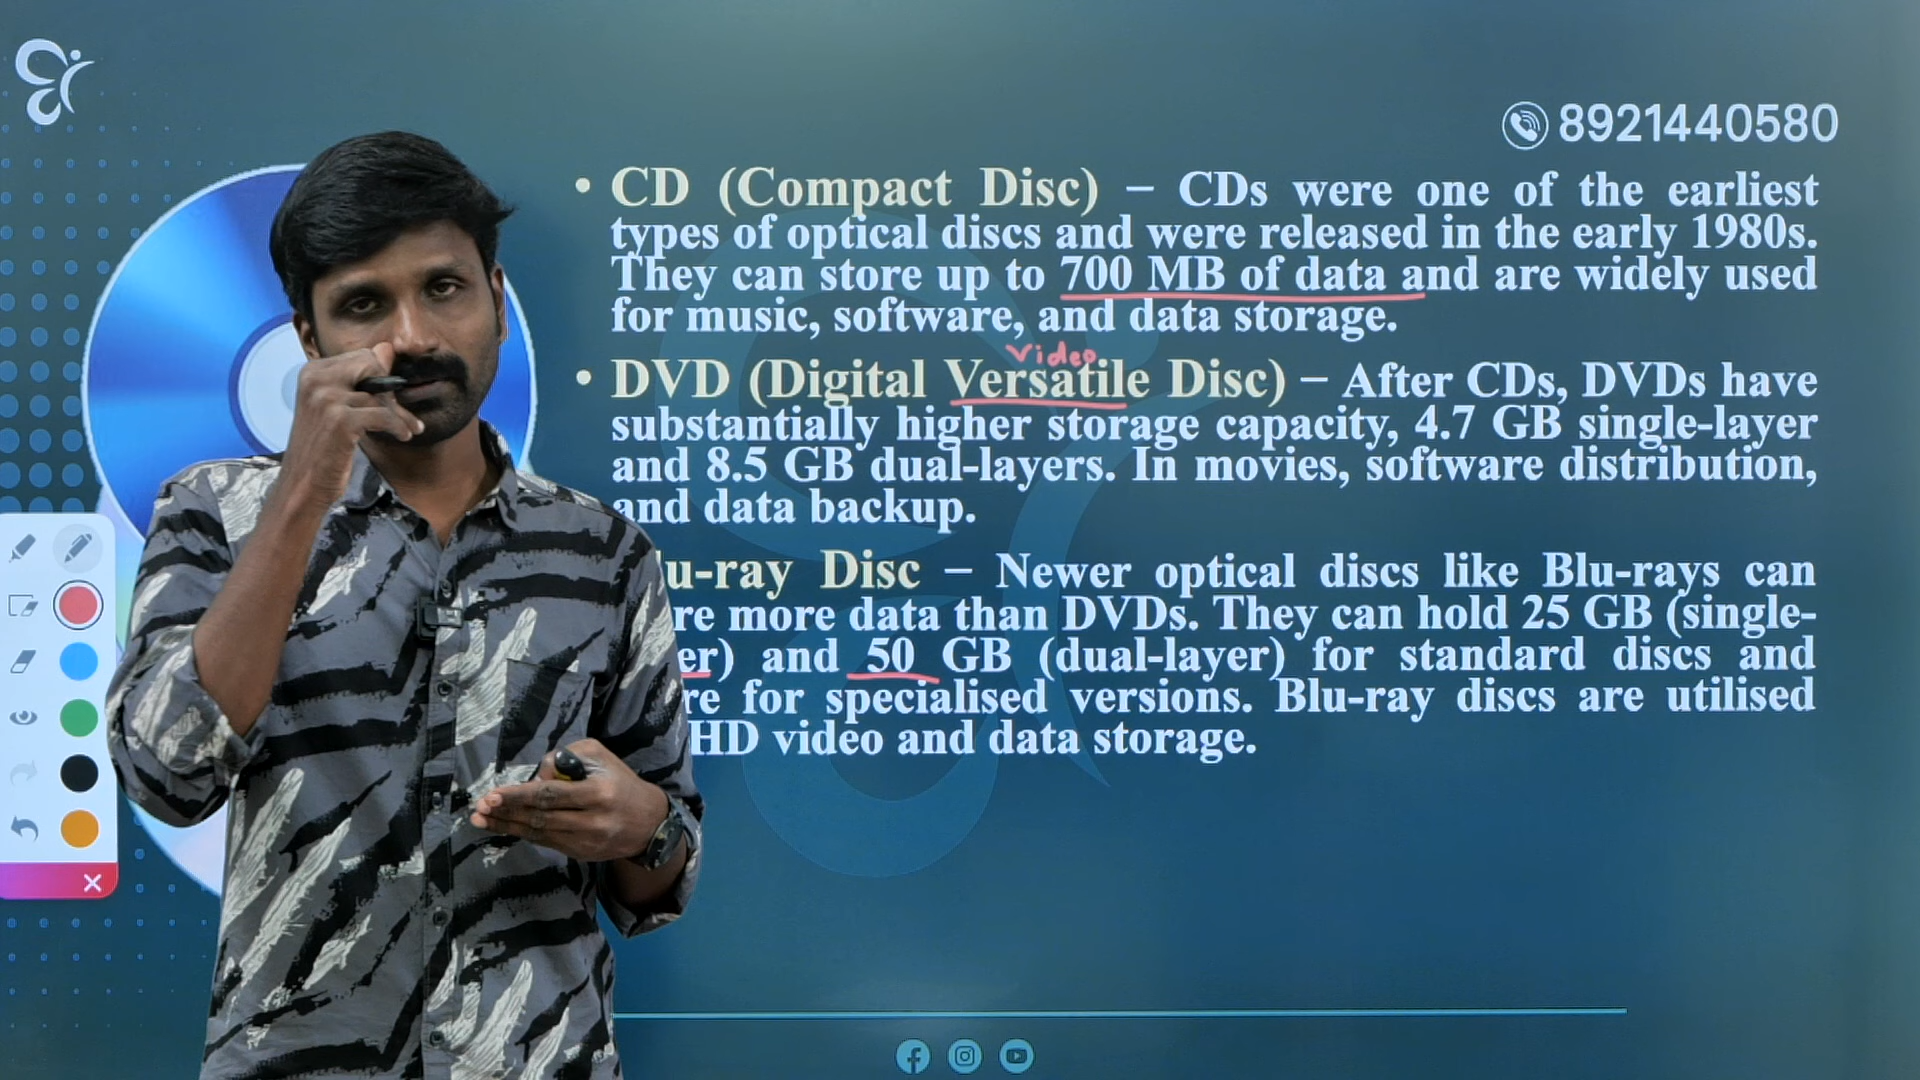 8921440580
• CD (Compact Disc) – CDs were one of the earliest
types of optical discs and were released in the early 1980s.
They can store up to 700 MB of data and are widely used
for music, software, and data storage.
Video
• DVD (Digital Versatile Disc) – After CDs, DVDs have
substantially higher storage capacity, 4.7 GB single-layer
and 8.5 GB dual-layers. In movies, software distribution,
and data backup.
u-ray Disc – Newer optical discs like Blu-rays can
re more data than DVDs. They can hold 25 GB (single-
er) and 50 GB (dual-layer) for standard discs and
re for specialised versions. Blu-ray discs are utilised
HD video and data storage.